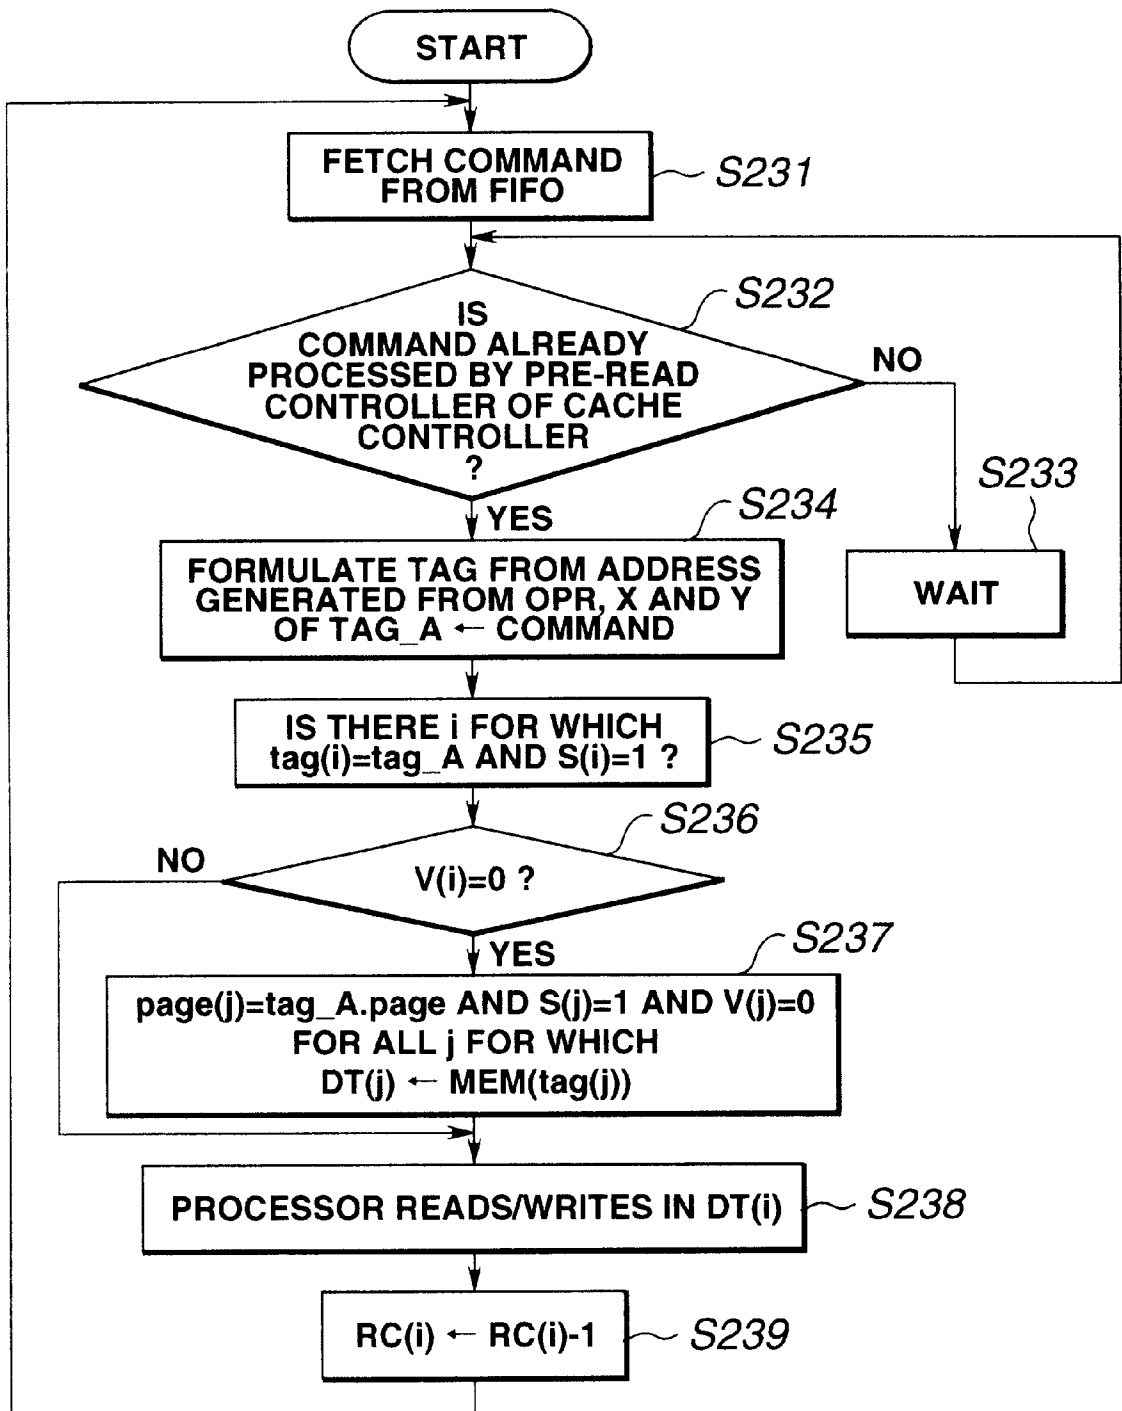 START
FETCH COMMAND
FROM FIFO
S231
S232
IS
COMMAND ALREADY
PROCESSED BY PRE-READ
CONTROLLER OF CACHE
CONTROLLER
?
NO
S233
WAIT
YES
S234
FORMULATE TAG FROM ADDRESS
GENERATED FROM OPR, X AND Y
OF TAG_A ← COMMAND
IS THERE i FOR WHICH
tag(i)=tag_A AND S(i)=1 ?
S235
S236
NO
V(i)=0 ?
YES
S237
page(j)=tag_A.page AND S(j)=1 AND V(j)=0
FOR ALL j FOR WHICH
DT(j) ← MEM(tag(j))
PROCESSOR READS/WRITES IN DT(i)
S238
RC(i) ← RC(i)-1
S239